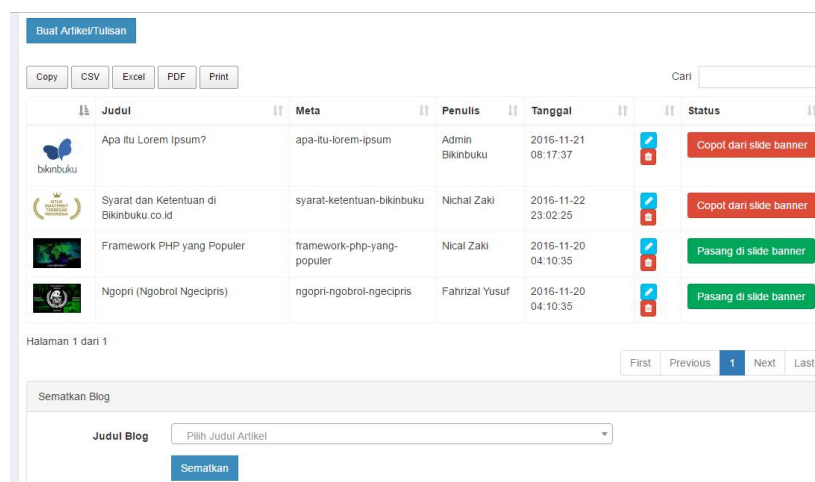 Buat Artikel/Tulisan
Copy CSV Excel PDF Print Cari
Judul Meta Penulis Tanggal Status
bikinbuku Apa itu Lorem Ipsum? apa-itu-lorem-ipsum Admin 2016-11-21 Copot dari slide banner
Bikinbuku 08:17:37
SITUS
SWATERBIT
TERBESAR
INDONESIA
Syarat dan Ketentuan di syarat-ketentuan-bikinbuku Nichal Zaki 2016-11-22 Copot dari slide banner
Bikinbuku.co.id 23:02:25
Framework PHP yang Populer framework-php-yang- Nical Zaki 2016-11-20 Pasang di slide banner
populer 04:10:35
Ngopri (Ngobrol Ngecipris) ngopri-ngobrol-ngecipris Fahrizal Yusuf 2016-11-20 Pasang di slide banner
04:10:35
Halaman 1 dari 1
First Previous 1 Next Last
Sematkan Blog
Judul Blog Pilih Judul Artikel
Sematkan